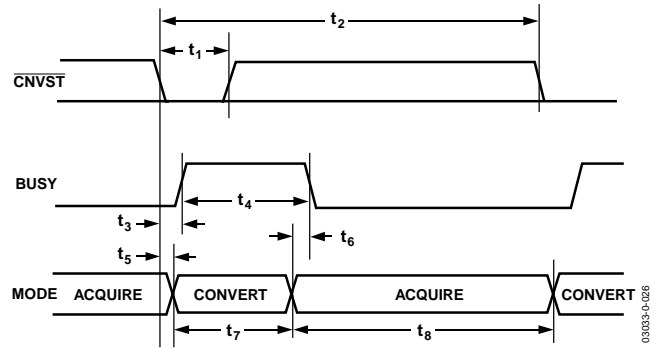 t2
t1
CNVST
BUSY
t4
t3
t6
t5
MODE ACQUIRE CONVERT ACQUIRE CONVERT
t7 t8
03033-0-026